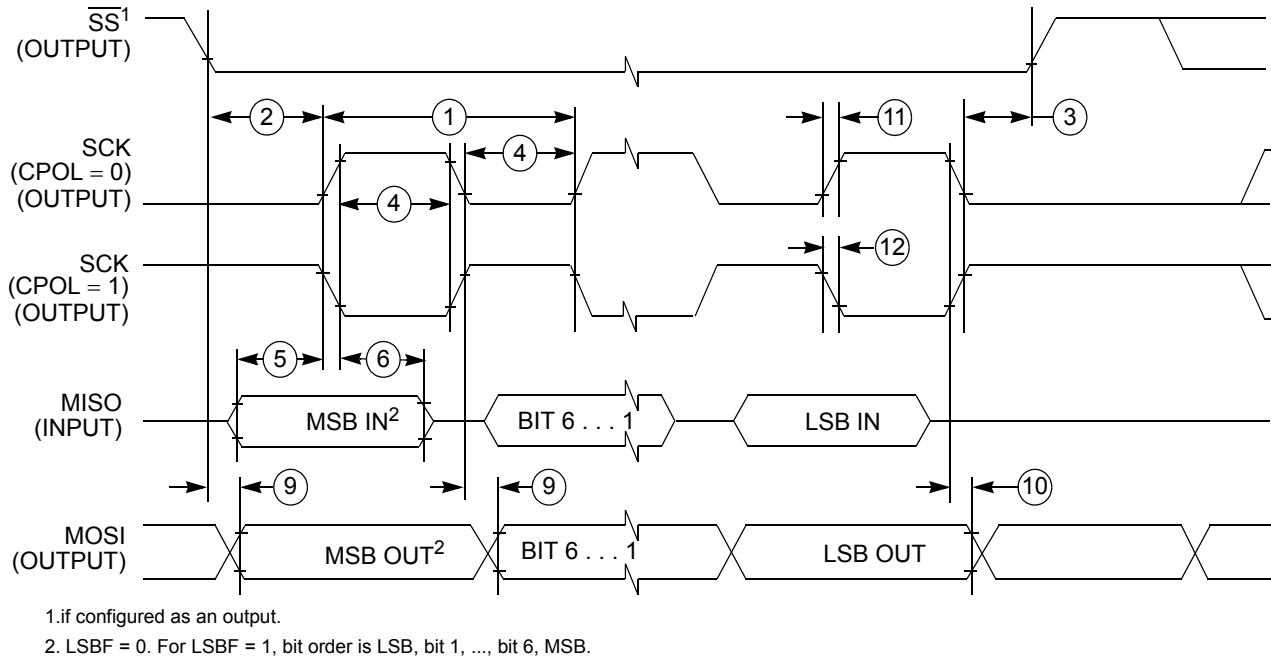 SS1
(OUTPUT)
2
1
11
3
SCK
(CPOL = 0)
(OUTPUT)
4
4
12
SCK
(CPOL = 1)
(OUTPUT)
5
6
MISO
(INPUT)
MSB IN2
BIT 6 . . . 1
LSB IN
9
9
10
MOSI
(OUTPUT)
MSB OUT2
BIT 6 . . . 1
LSB OUT
1.if configured as an output.
2. LSBF = 0. For LSBF = 1, bit order is LSB, bit 1, ..., bit 6, MSB.